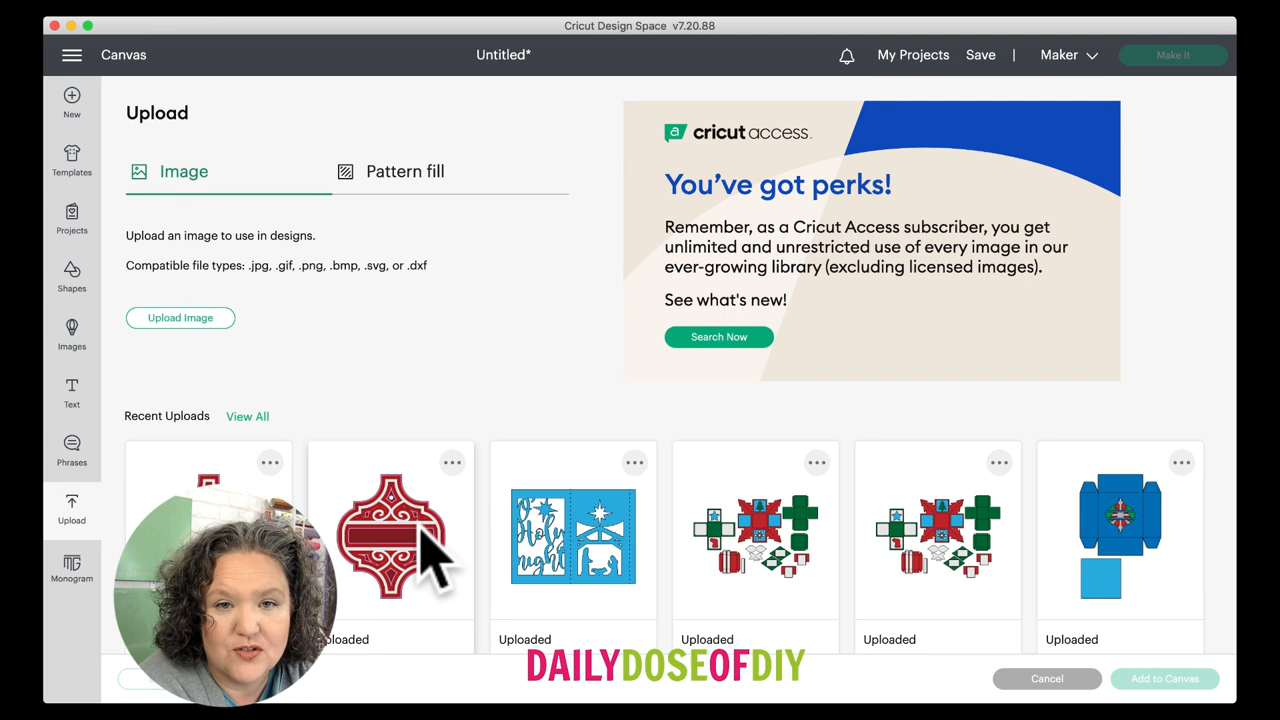 Cricut Design Space v7.20.88
Canvas
Untitled*
My Projects Save | Maker
Make It
New
Templates
Projects
Shapes
Images
Text
Phrases
Upload
Monogram
Upload
Image
Pattern fill
Upload an image to use in designs.
Compatible file types: .jpg, .gif, .png, .bmp, .svg, or .dxf
Upload Image
a cricut access
You've got perks!
Remember, as a Cricut Access subscriber, you get
unlimited and unrestricted use of every image in our
ever-growing library (excluding licensed images).
See what's new!
Search Now
Recent Uploads View All
O
Holy
night
ploaded
Uploaded
Uploaded
Uploaded
Uploaded
DAILYDOSEOFDIY
Cancel
Add to Canvas